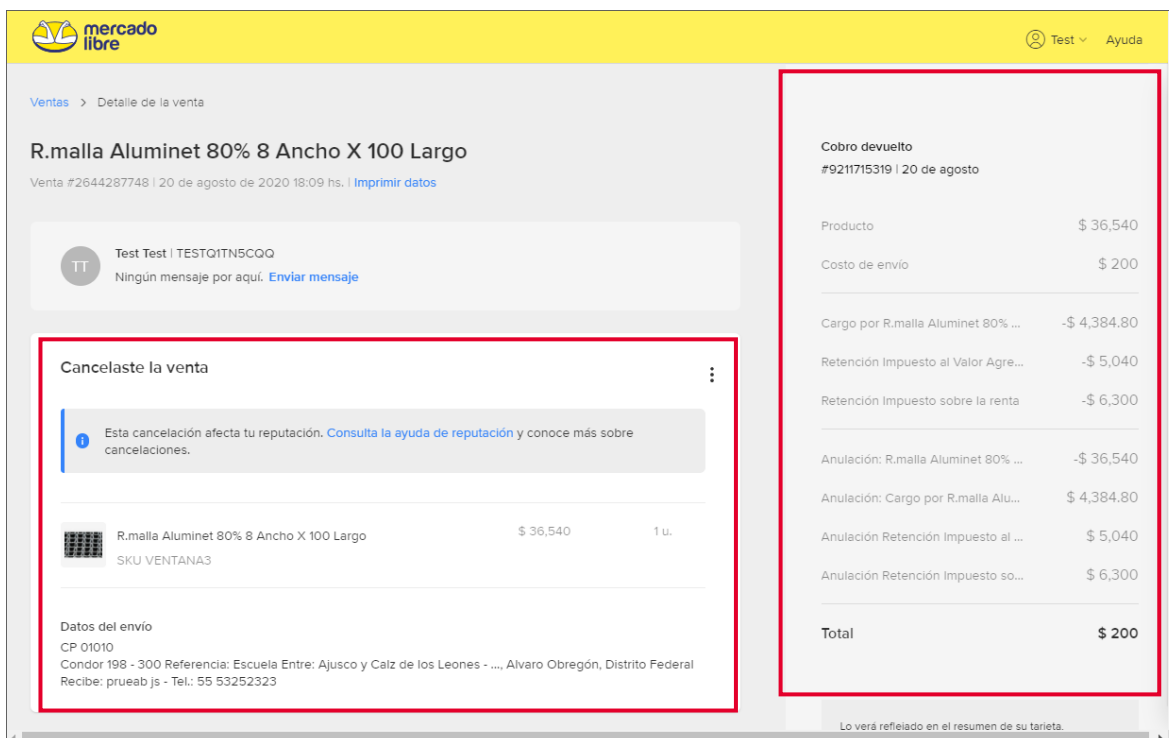 mercado
libre
Test
Ayuda
Ventas > Detalle de la venta
R.malla Aluminet 80% 8 Ancho X 100 Largo
Venta #2644287748 | 20 de agosto de 2020 18:09 hs. | Imprimir datos
TT
Test Test | TESTQ1TN5CQQ
Ningún mensaje por aquí. Enviar mensaje
Cancelaste la venta
Esta cancelación afecta tu reputación. Consulta la ayuda de reputación y conoce más sobre
cancelaciones.
R.malla Aluminet 80% 8 Ancho X 100 Largo $ 36,540 1 u.
SKU VENTANA3
Datos del envío
CP 01010
Condor 198 - 300 Referencia: Escuela Entre: Ajusco y Calz de los Leones - ..., Alvaro Obregón, Distrito Federal
Recibe: prueab js - Tel.: 55 53252323
Cobro devuelto
#9211715319 | 20 de agosto
Producto $ 36,540
Costo de envío $ 200
Cargo por R.malla Aluminet 80% ... -$ 4,384.80
Retención Impuesto al Valor Agre... -$ 5,040
Retención Impuesto sobre la renta -$ 6,300
Anulación: R.malla Aluminet 80% ... -$ 36,540
Anulación: Cargo por R.malla Alu... $ 4,384.80
Anulación Retención Impuesto al ... $ 5,040
Anulación Retención Impuesto so... $ 6,300
Total $ 200
Lo verá reflejado en el resumen de su tarjeta.